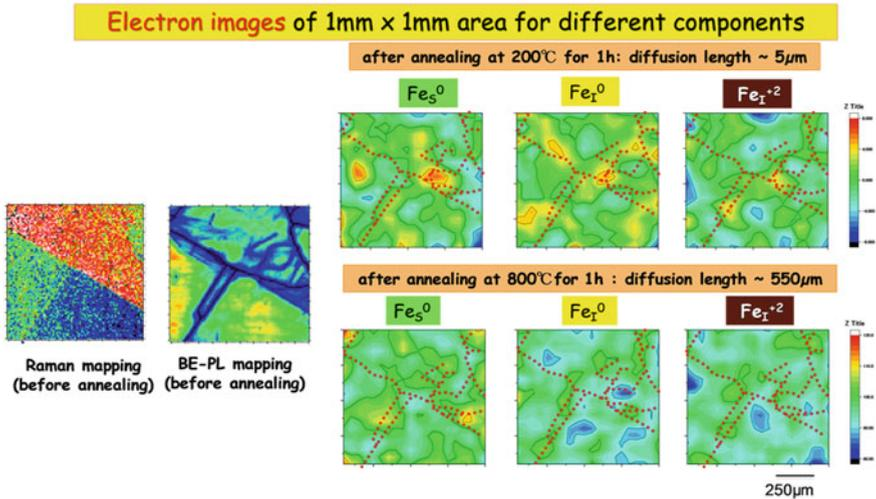 Electron images of 1mm x 1mm area for different components
after annealing at 200℃ for 1h: diffusion length ~ 5µm
FeS⁰ FeI⁰ FeI⁺²
Z Title
after annealing at 800℃ for 1h : diffusion length ~ 550µm
FeS⁰ FeI⁰ FeI⁺²
Z Title
Raman mapping
(before annealing)
BE-PL mapping
(before annealing)
250µm